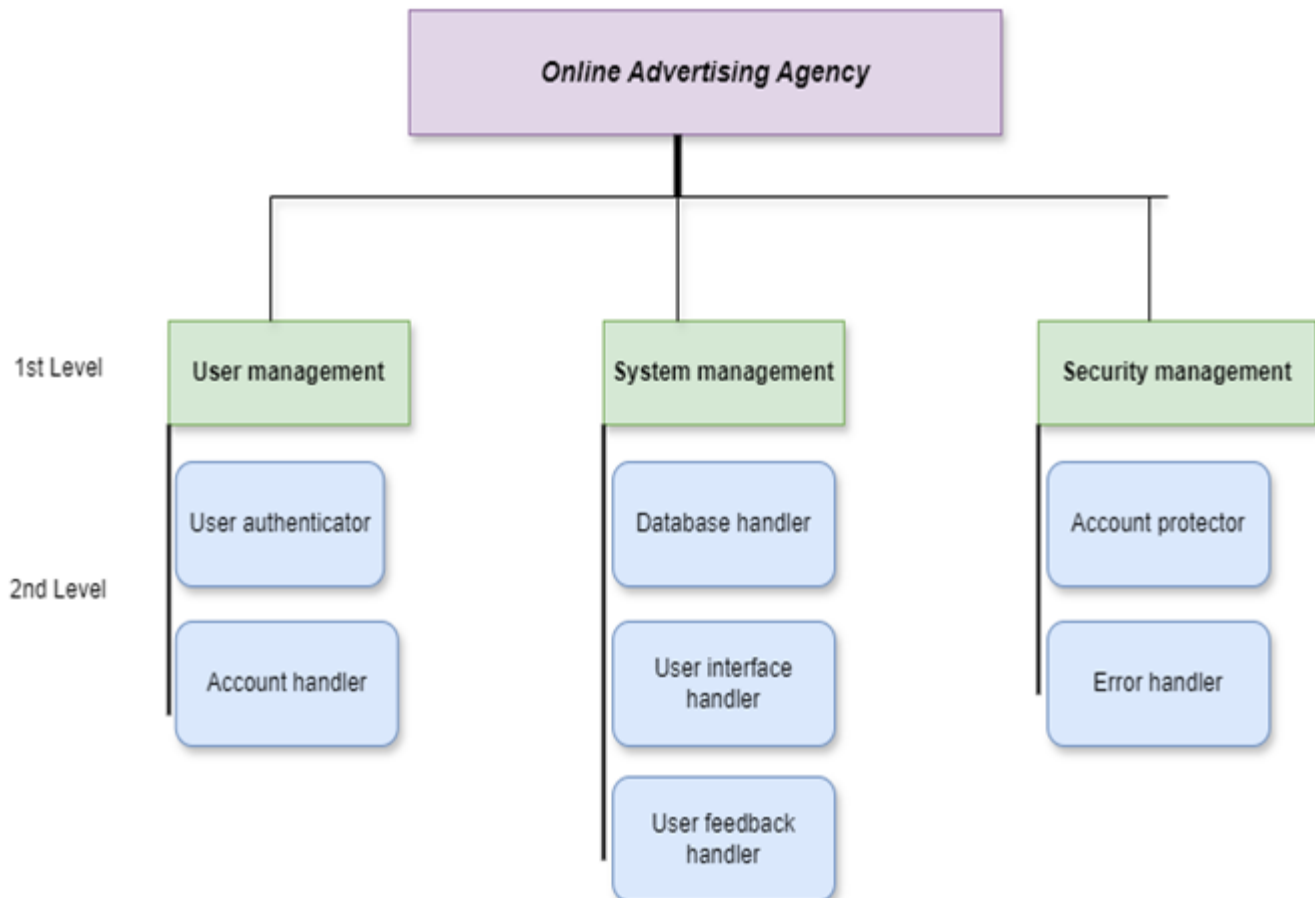 Online Advertising Agency
1st Level
User management
System management
Security management
User authenticator
Database handler
Account protector
2nd Level
Account handler
User interface
handler
Error handler
User feedback
handler